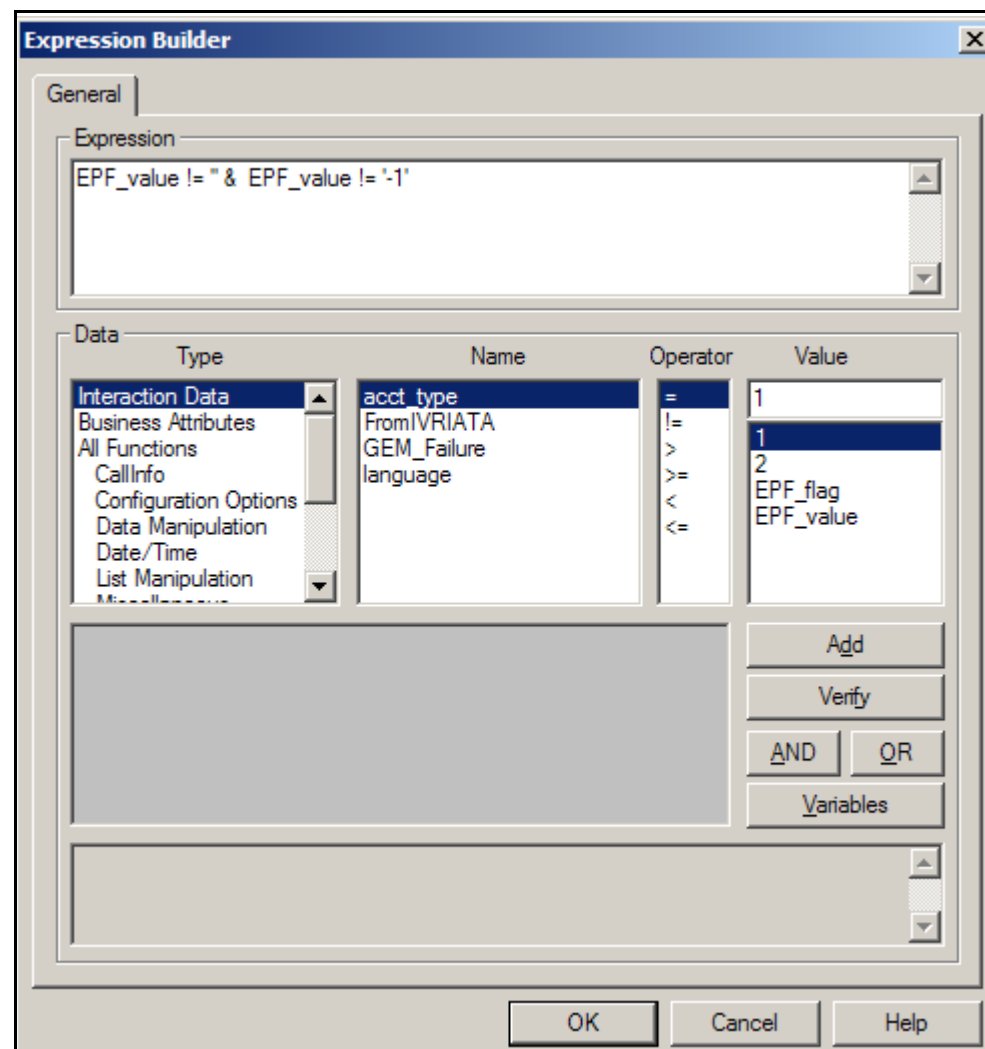 Expression Builder
General
Expression
EPF_value != '' & EPF_value != '-1'
Data
Type Name Operator Value
Interaction Data
Business Attributes
All Functions
CallInfo
Configuration Options
Data Manipulation
Date/Time
List Manipulation
Miscellaneous
acct_type
FromIVRIATA
GEM_Failure
language
=
!=
>
>=
<
<=
1
1
2
EPF_flag
EPF_value
Add
Verify
AND OR
Variables
OK Cancel Help